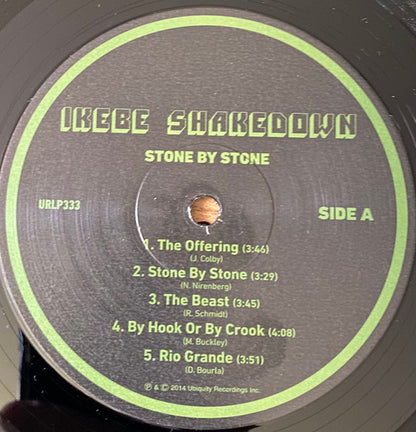 IKEBE SHAKEDOWN
STONE BY STONE
URLP333
SIDE A
1. The Offering (3:46)
(J. Colby)
2. Stone By Stone (3:29)
(N. Nirenberg)
3. The Beast (3:45)
(R. Schmidt)
4. By Hook Or By Crook (4:08)
(M. Buckley)
5. Rio Grande (3:51)
(D. Bourla)
℗ & © 2014 Ubiquity Recordings Inc.